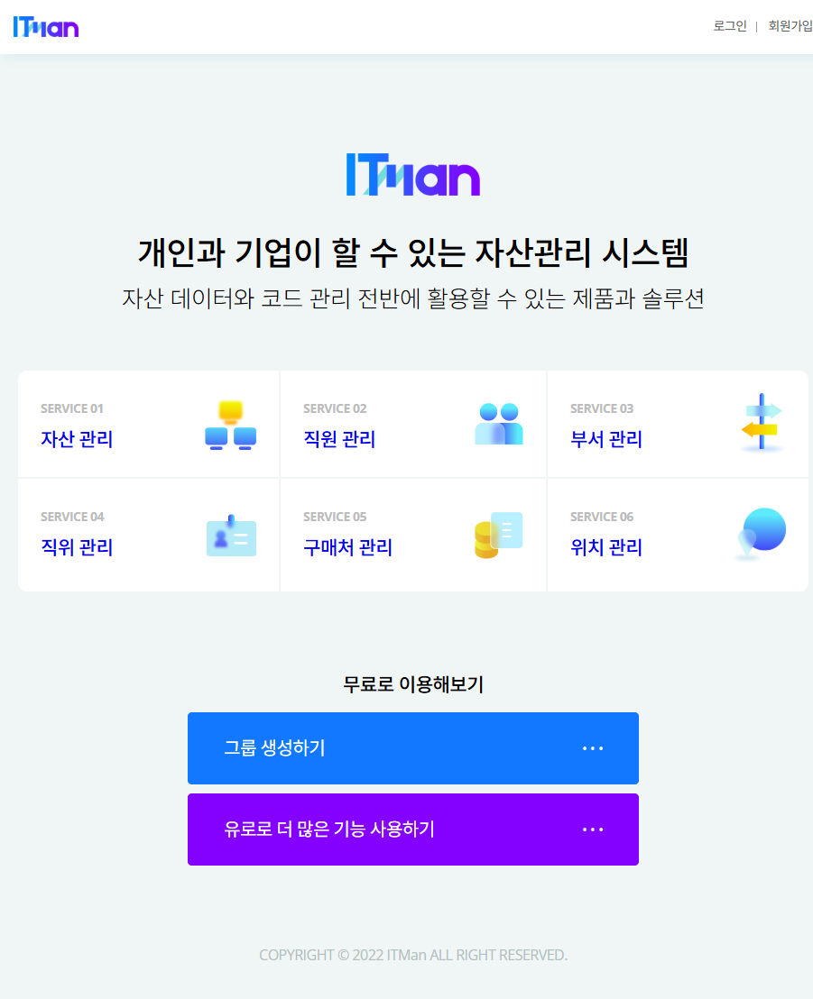 ITMan
로그인 | 회원가입
ITMan
개인과 기업이 할 수 있는 자산관리 시스템
자산 데이터와 코드 관리 전반에 활용할 수 있는 제품과 솔루션
SERVICE 01
자산 관리
SERVICE 02
직원 관리
SERVICE 03
부서 관리
SERVICE 04
직위 관리
SERVICE 05
구매처 관리
SERVICE 06
위치 관리
무료로 이용해보기
그룹 생성하기
유로로 더 많은 기능 사용하기
COPYRIGHT © 2022 ITMan ALL RIGHT RESERVED.